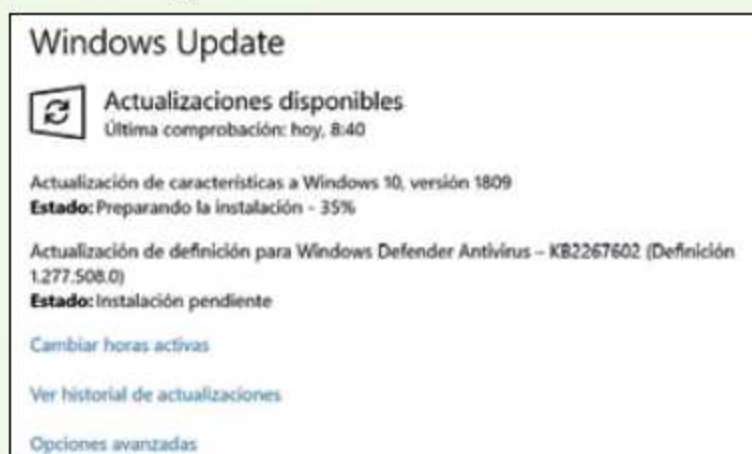 Windows Update
Actualizaciones disponibles
Última comprobación: hoy, 8:40
Actualización de características a Windows 10, versión 1809
Estado: Preparando la instalación - 35%
Actualización de definición para Windows Defender Antivirus – KB2267602 (Definición
1.277.508.0)
Estado: Instalación pendiente
Cambiar horas activas
Ver historial de actualizaciones
Opciones avanzadas